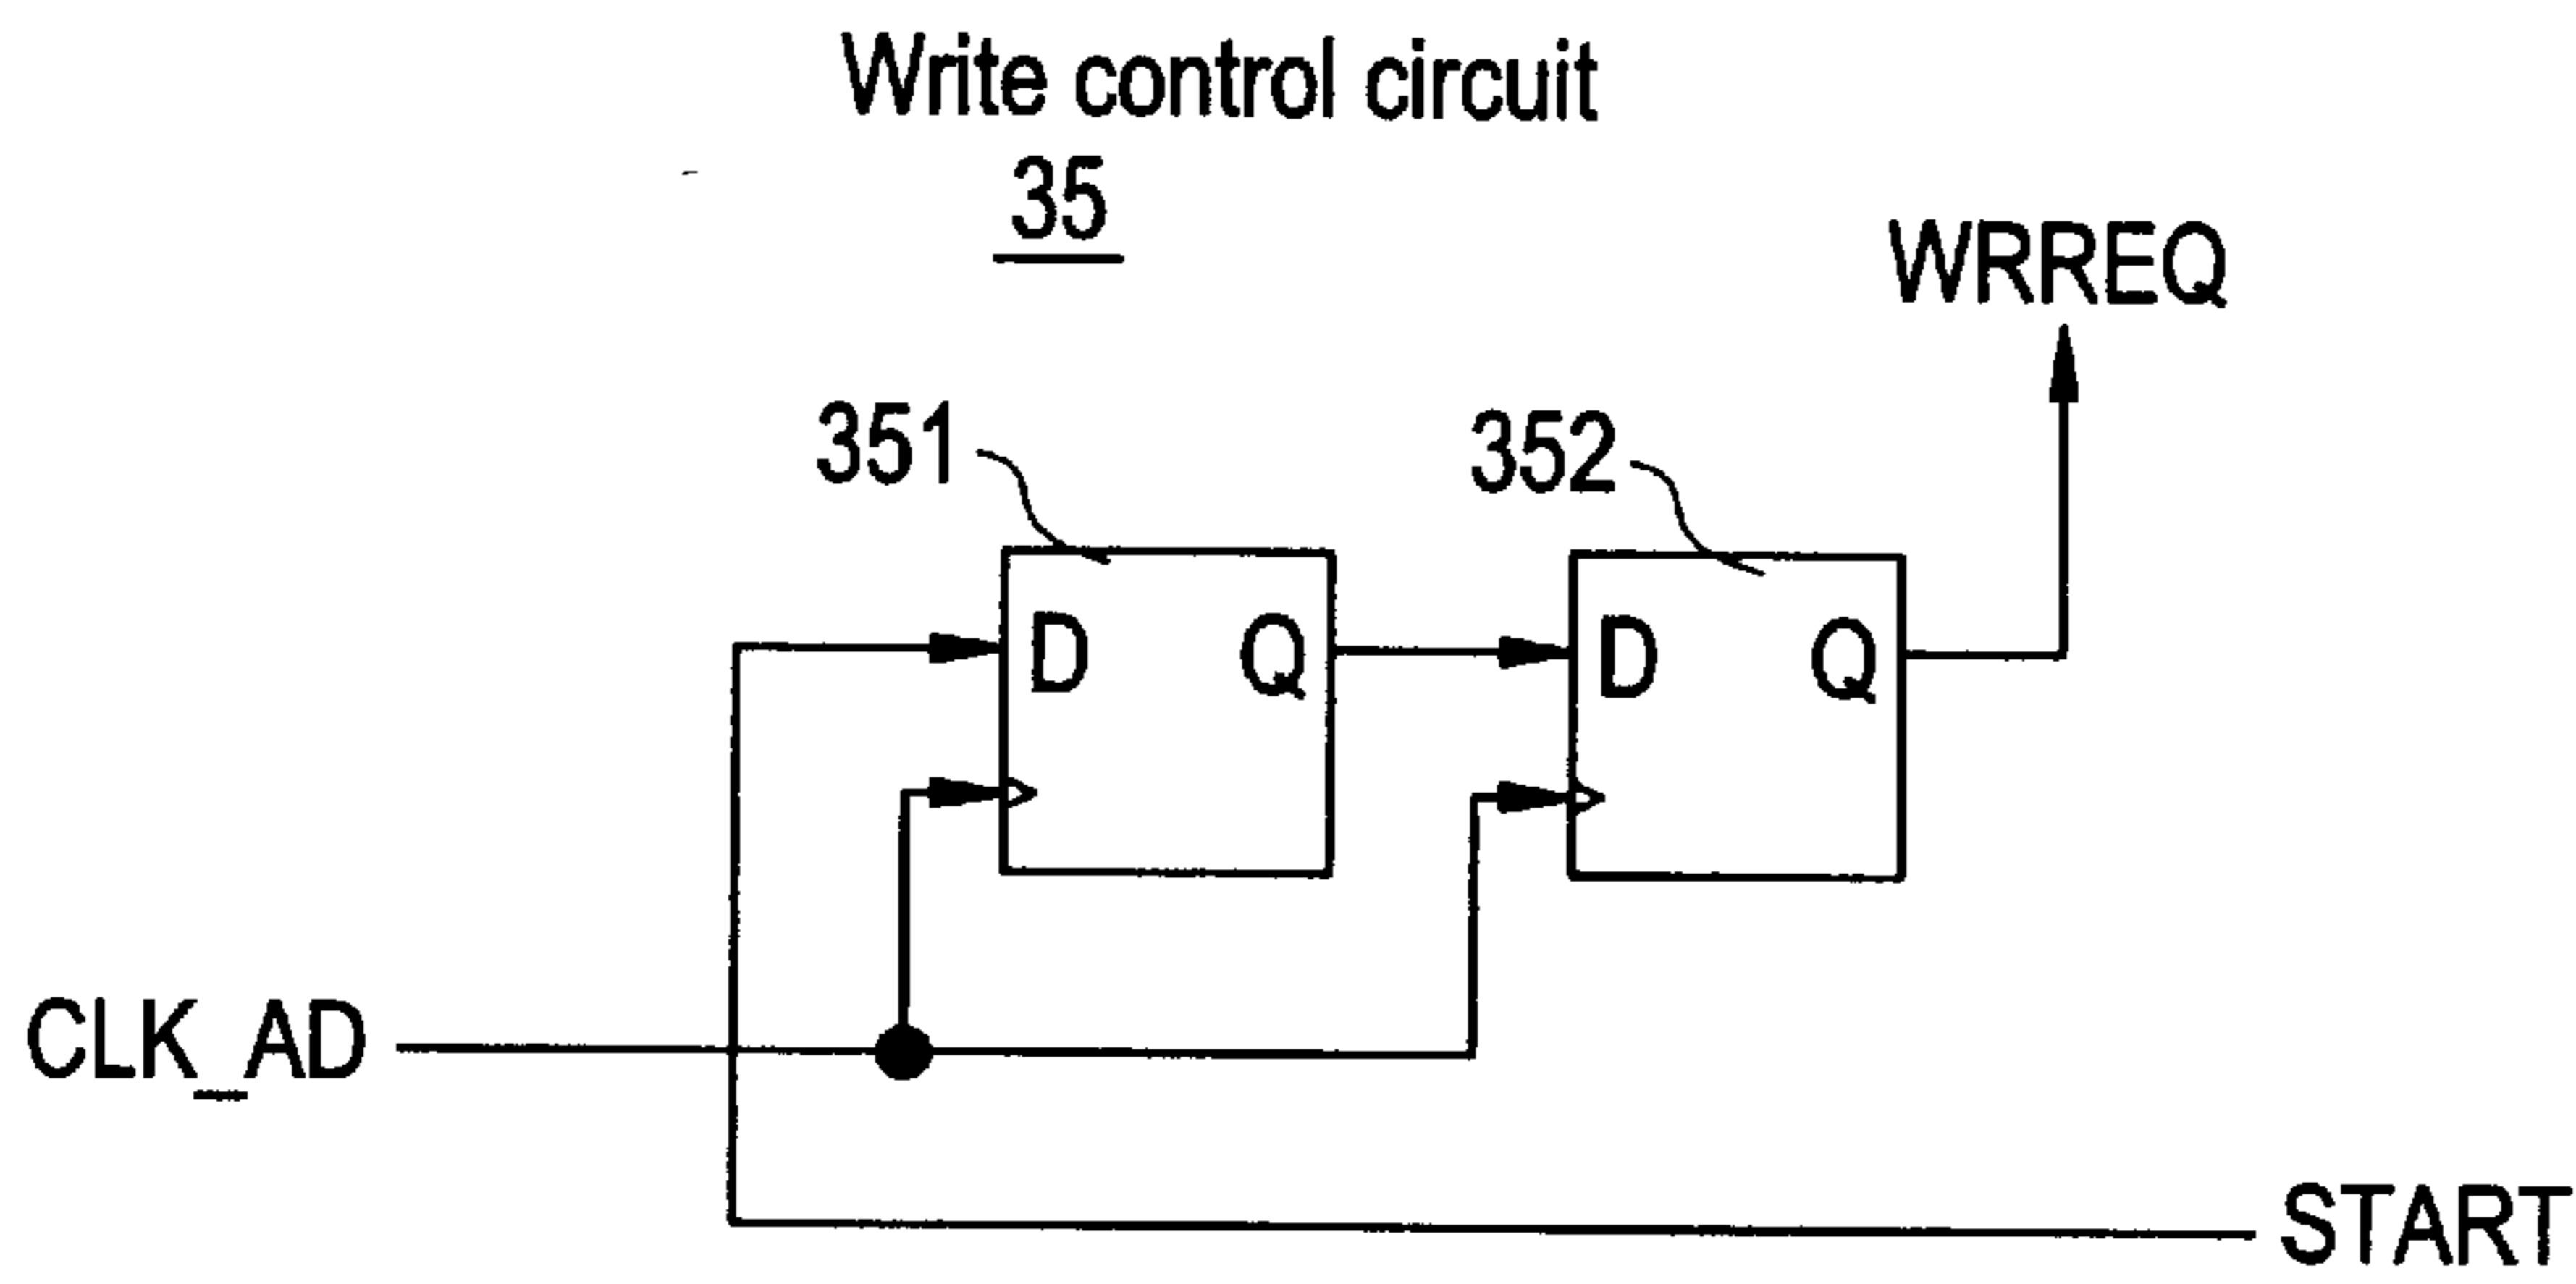 Write control circuit
35
WRREQ
351
352
D Q
D Q
CLK_AD
START